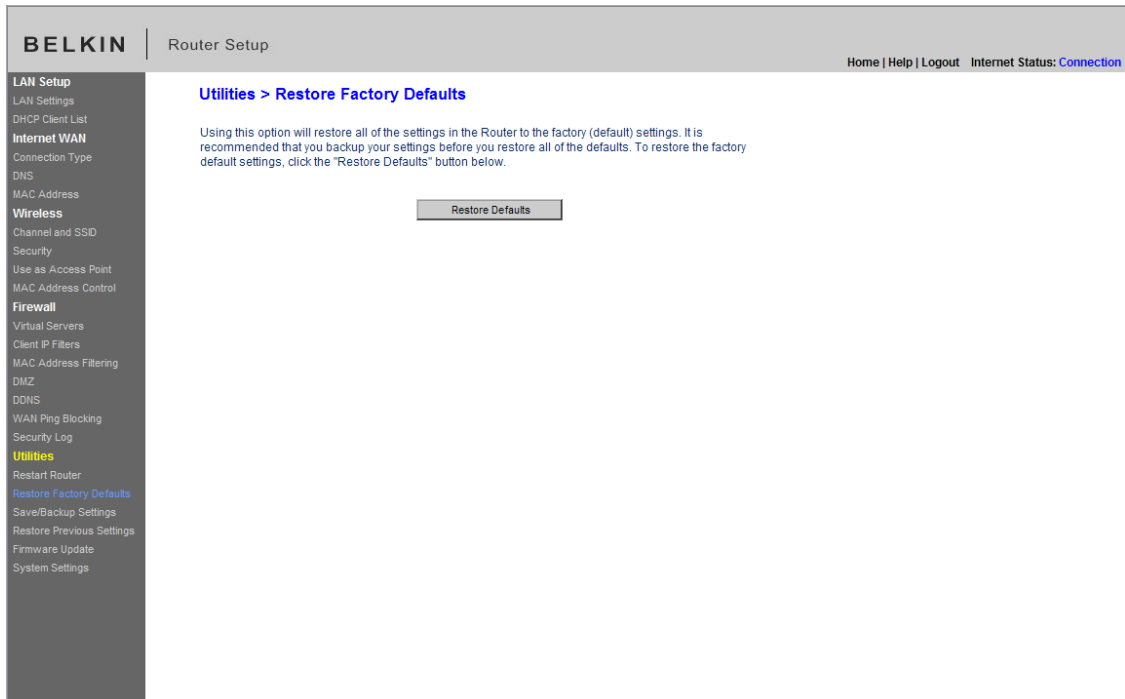 BELKIN
Router Setup
Home | Help | Logout Internet Status: Connection
LAN Setup
LAN Settings
DHCP Client List
Internet WAN
Connection Type
DNS
MAC Address
Wireless
Channel and SSID
Security
Use as Access Point
MAC Address Control
Firewall
Virtual Servers
Client IP Filters
MAC Address Filtering
DMZ
DDNS
WAN Ping Blocking
Security Log
Utilities
Restart Router
Restore Factory Defaults
Save/Backup Settings
Restore Previous Settings
Firmware Update
System Settings
Utilities > Restore Factory Defaults
Using this option will restore all of the settings in the Router to the factory (default) settings. It is
recommended that you backup your settings before you restore all of the defaults. To restore the factory
default settings, click the "Restore Defaults" button below.
Restore Defaults